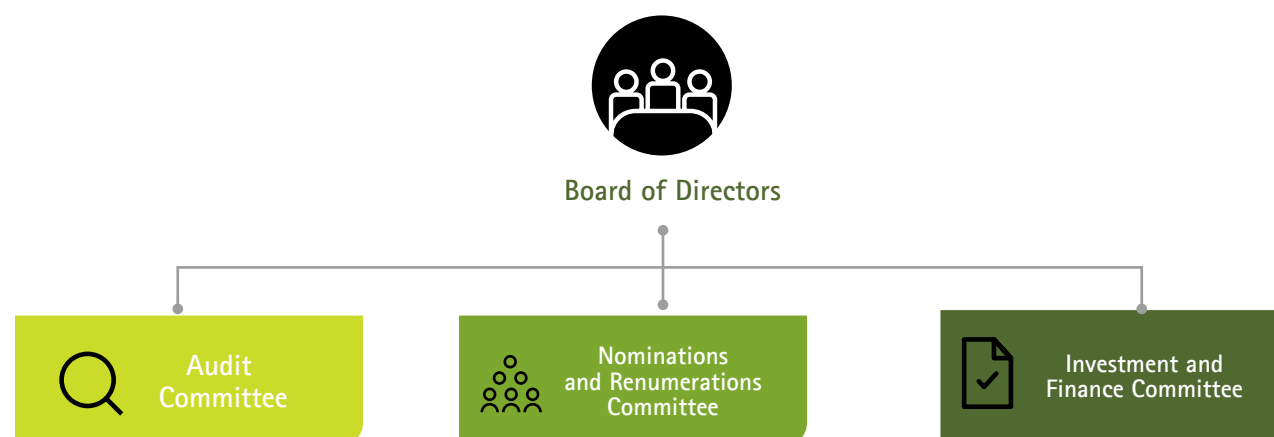 Board of Directors
Audit
Committee
Nominations
and Renumerations
Committee
Investment and
Finance Committee